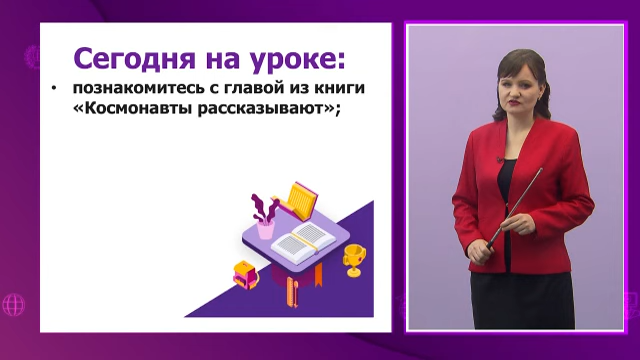 Сегодня на уроке:
• познакомитесь с главой из книги
«Космонавты рассказывают»;